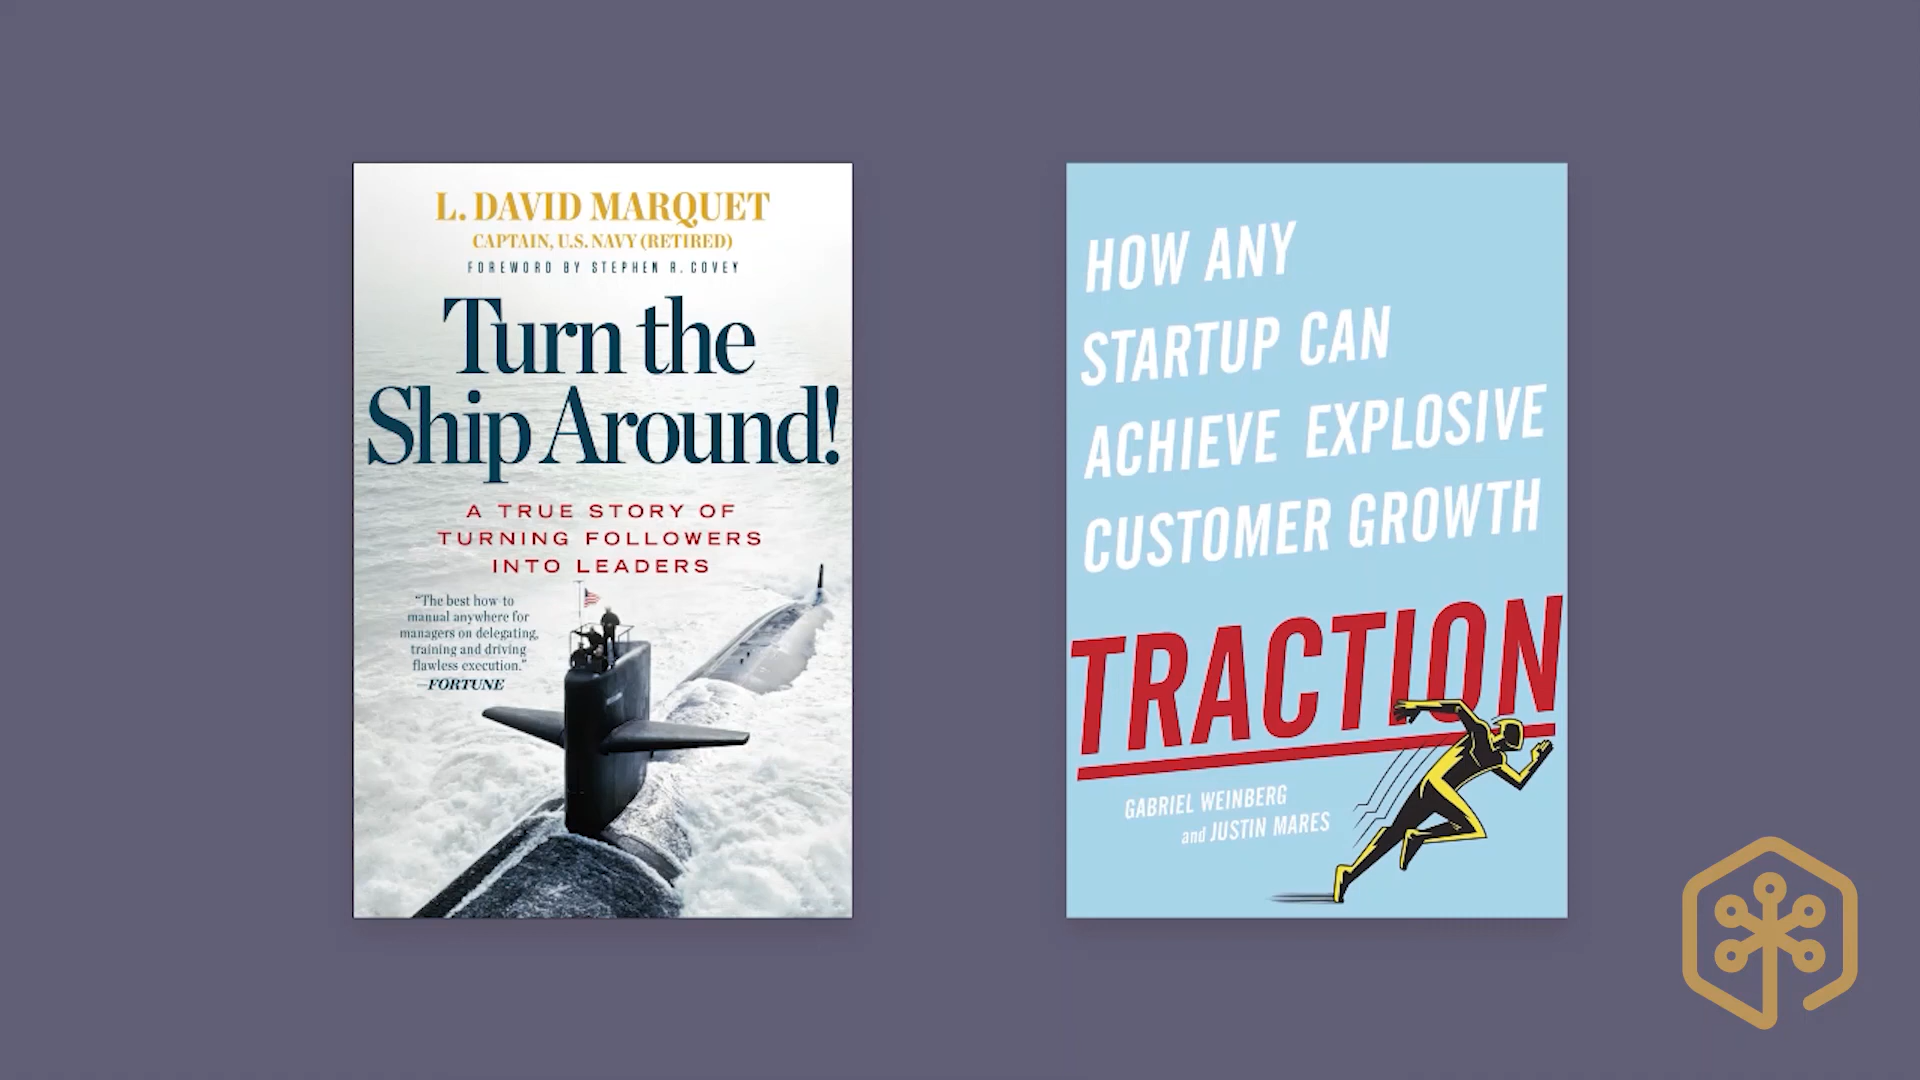 L. DAVID MARQUET
CAPTAIN, U.S. NAVY (RETIRED)
FOREWORD BY STEPHEN R. COVEY
Turn the
Ship Around!
A TRUE STORY OF
TURNING FOLLOWERS
INTO LEADERS
“The best how-to
manual anywhere for
managers on delegating,
training and driving
flawless execution.”
—FORTUNE
HOW ANY
STARTUP CAN
ACHIEVE EXPLOSIVE
CUSTOMER GROWTH
TRACTION
GABRIEL WEINBERG
and JUSTIN MARES